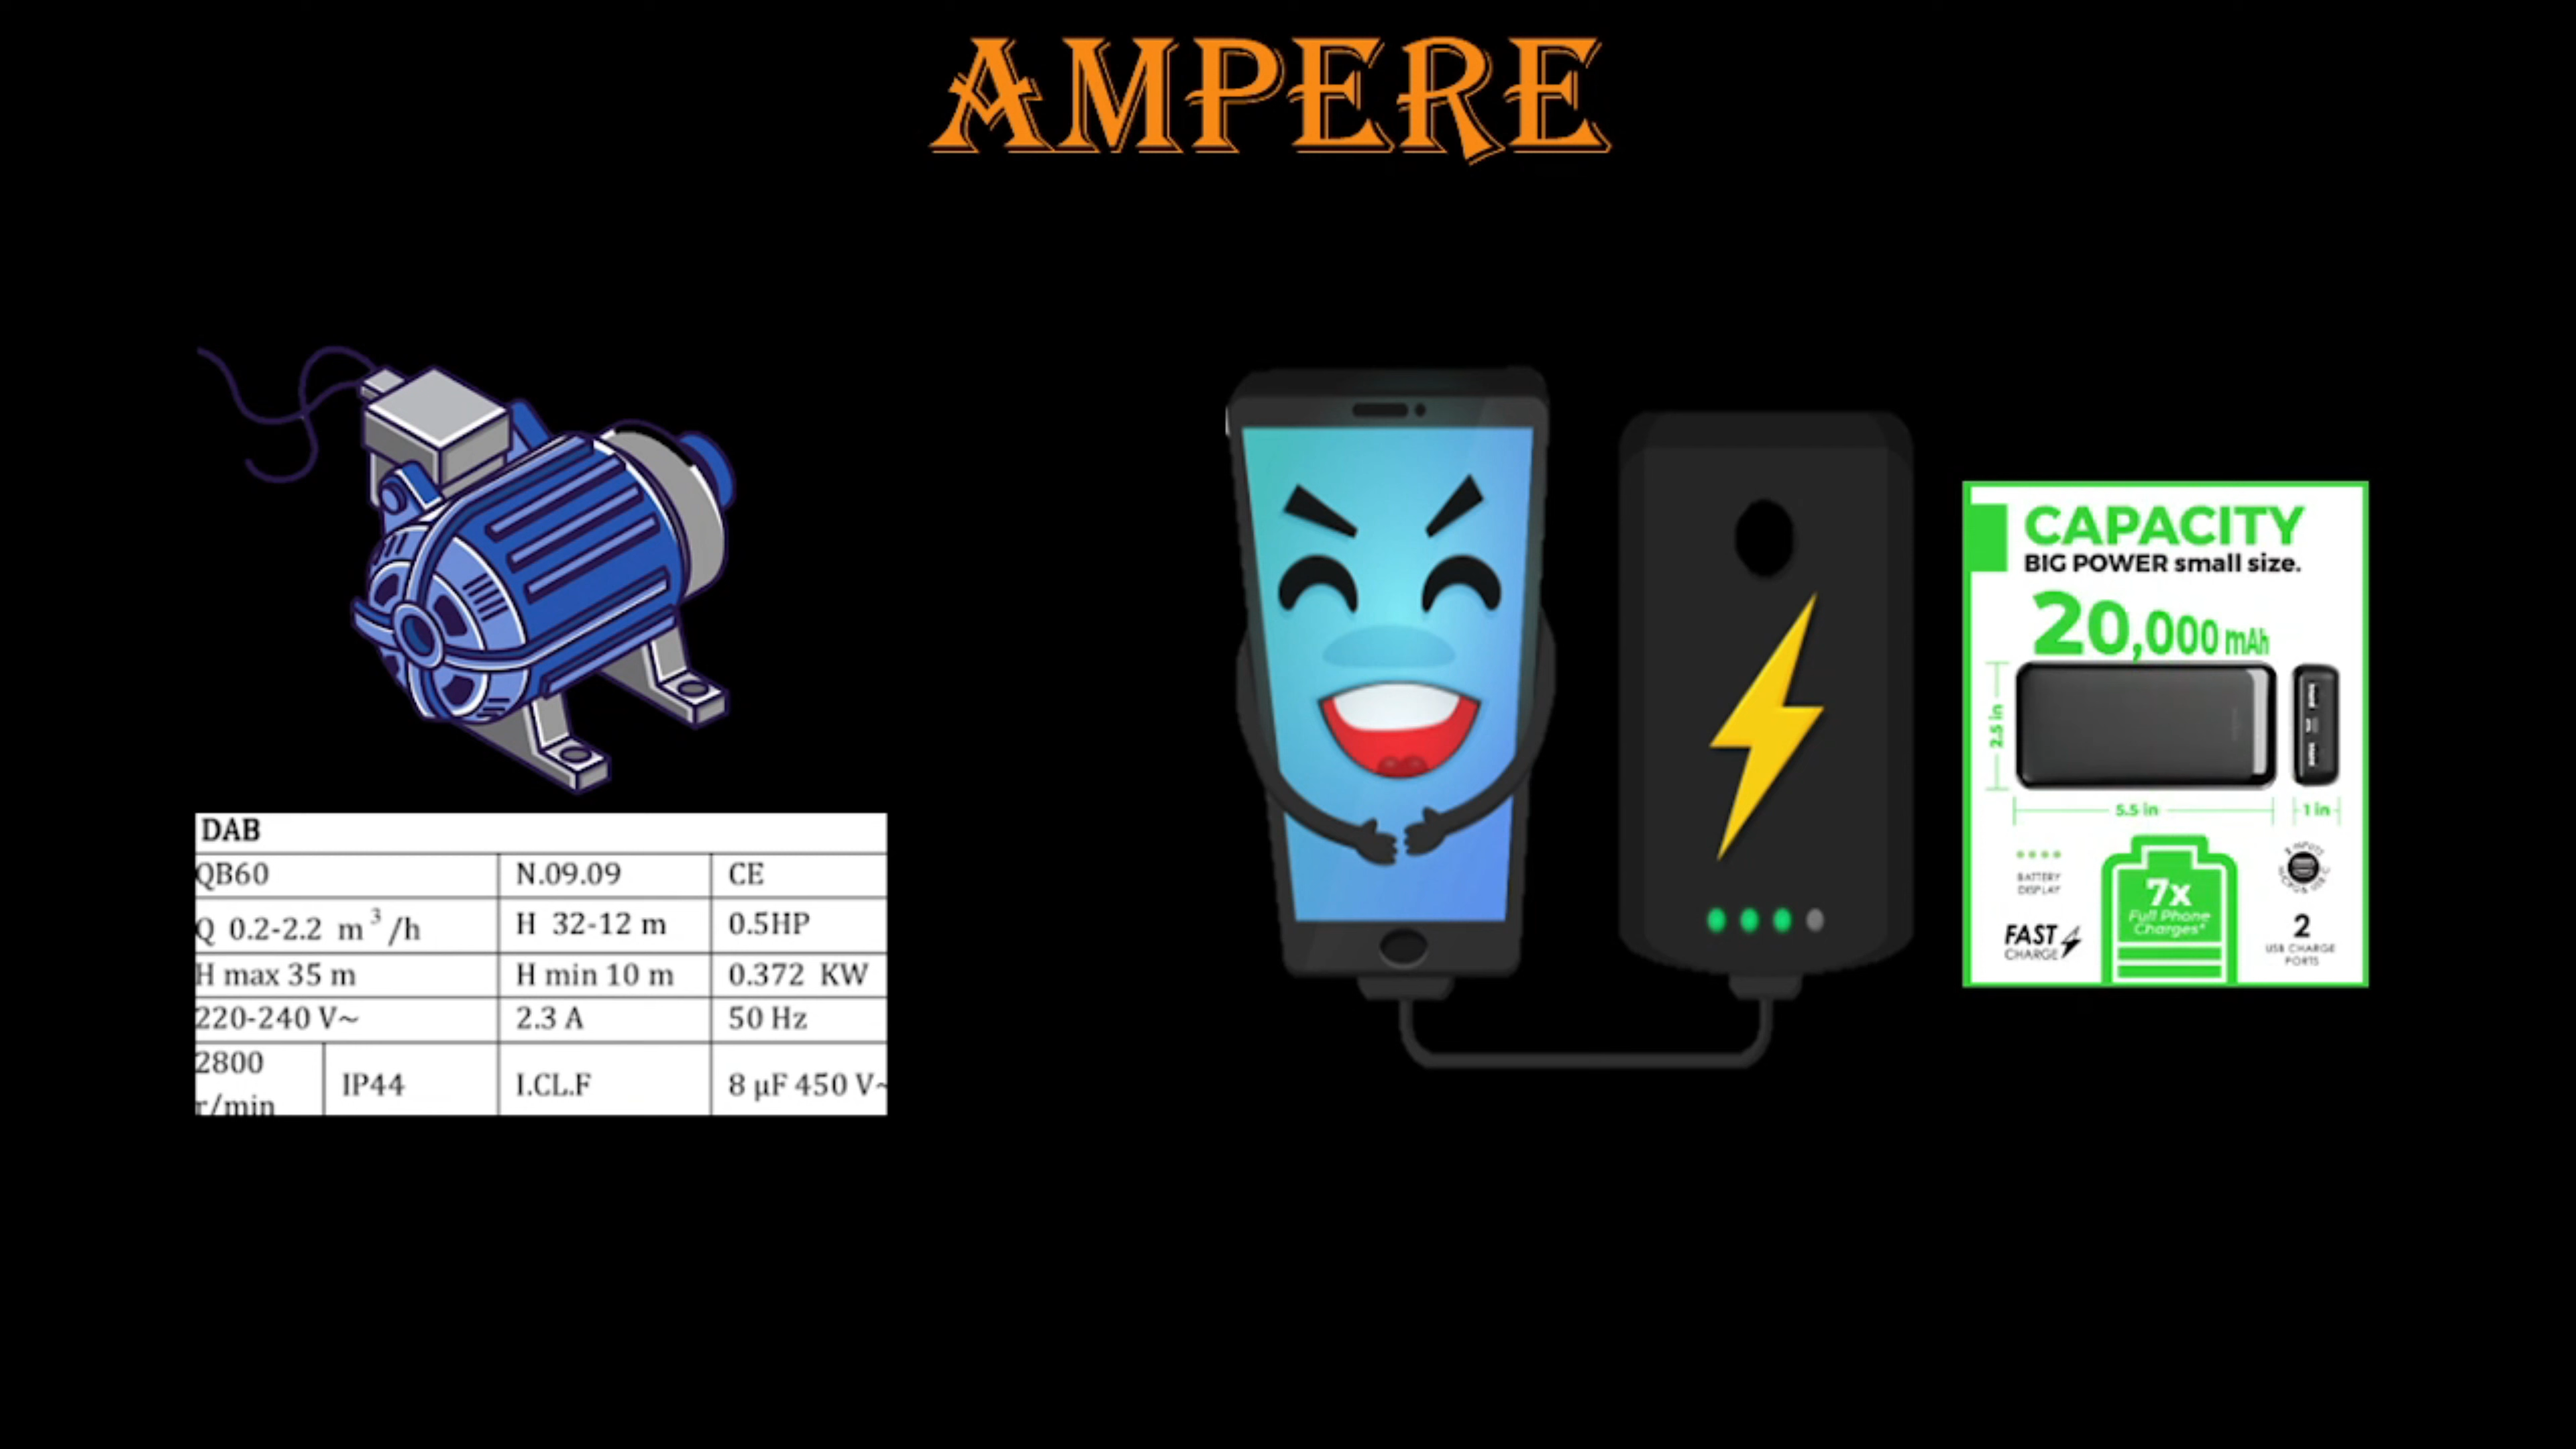 AMPERE
DAB
QB60 N.09.09 CE
Q 0.2-2.2 m³/h H 32-12 m 0.5HP
H max 35 m H min 10 m 0.372 KW
220-240 V~ 2.3 A 50 Hz
2800 r/min IP44 I.CL.F 8 µF 450 V~
CAPACITY
BIG POWER small size.
20,000 mAh
2.5 in
5.5 in
1 in
BATTERY
DISPLAY
FAST
CHARGE
7x
Full Phone
Charges*
2
USB CHARGE
PORTS